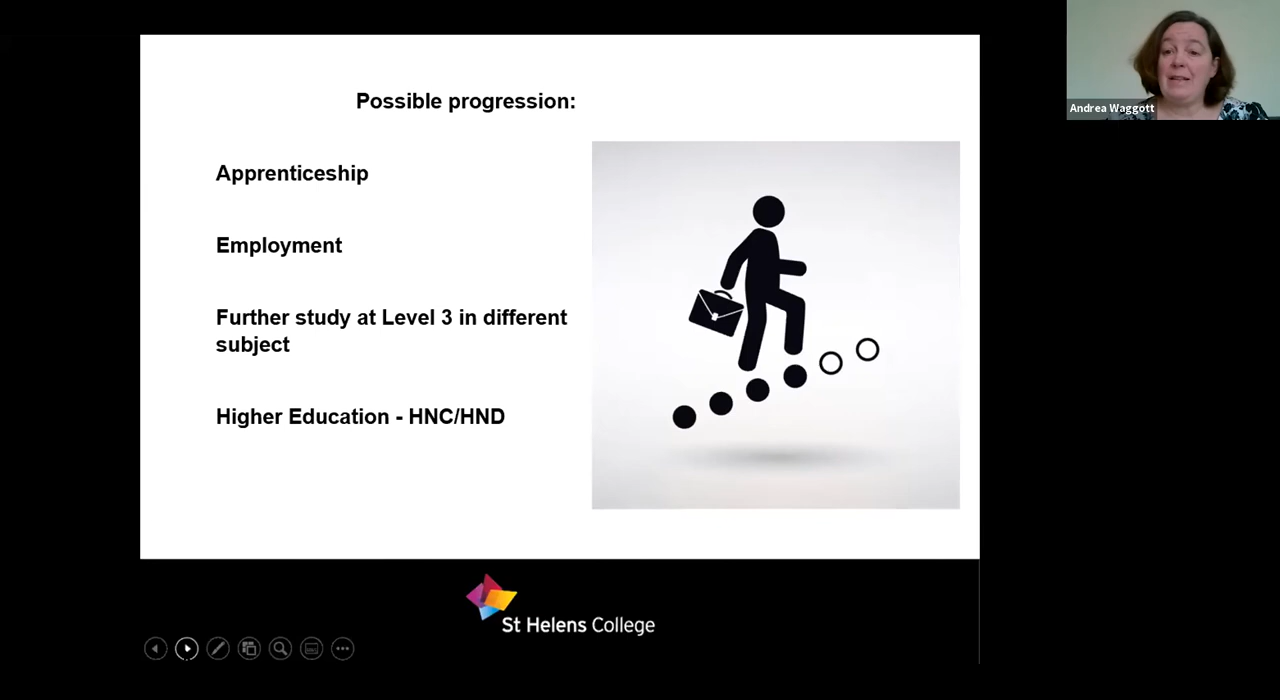 Possible progression:
Apprenticeship
Employment
Further study at Level 3 in different
subject
Higher Education - HNC/HND
St Helens College
Andrea Waggott